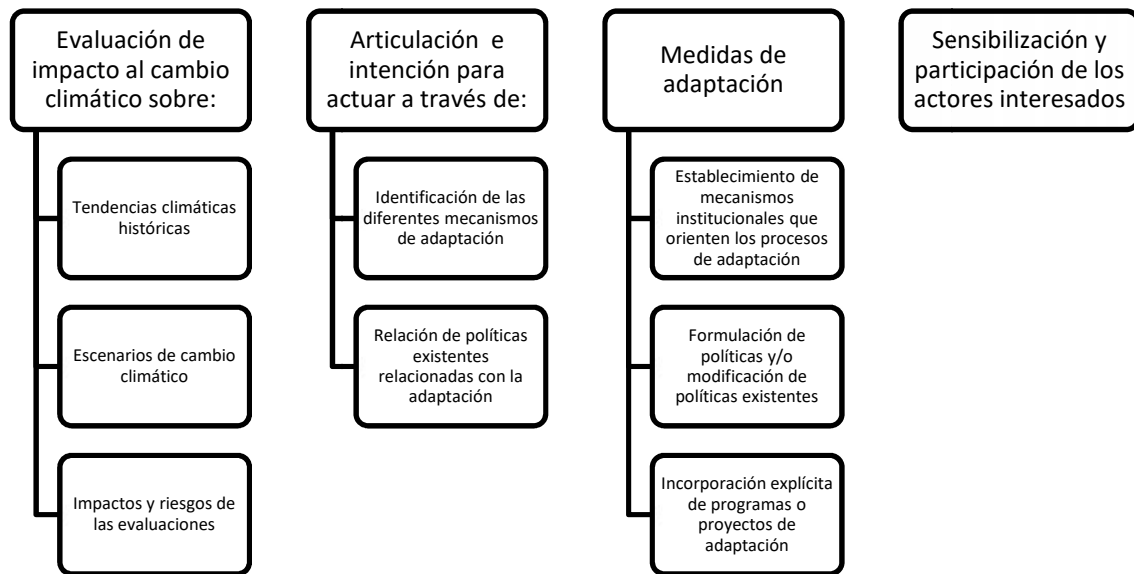 Evaluación de
impacto al cambio
climático sobre:
Tendencias climáticas
históricas
Escenarios de cambio
climático
Impactos y riesgos de
las evaluaciones
Articulación e
intención para
actuar a través de:
Identificación de las
diferentes mecanismos
de adaptación
Relación de políticas
existentes
relacionadas con la
adaptación
Medidas de
adaptación
Establecimiento de
mecanismos
institucionales que
orienten los procesos
de adaptación
Formulación de
políticas y/o
modificación de
políticas existentes
Incorporación explícita
de programas o
proyectos de
adaptación
Sensibilización y
participación de los
actores interesados